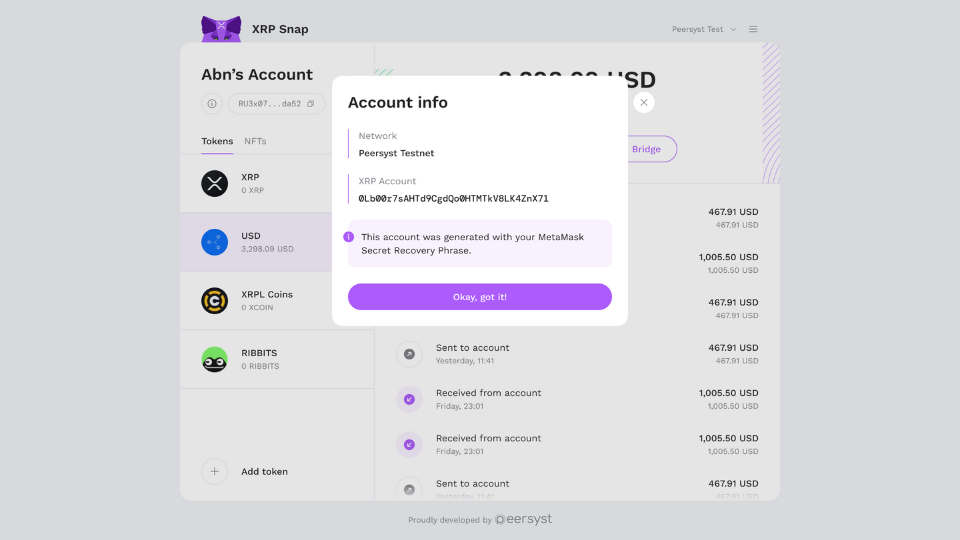 XRP Snap
Peersyst Test
Abn's Account
RU3x07...da52
Tokens NFTs
XRP
0 XRP
USD
3,298.09 USD
XRPL Coins
0 XCOIN
RIBBITS
0 RIBBITS
Add token
3,298.09 USD
Bridge
Account info
Network
Peersyst Testnet
XRP Account
0Lb00r7sAHTd9CgdQo0HTMTkV8LK4ZnX71
This account was generated with your MetaMask
Secret Recovery Phrase.
Okay, got it!
467.91 USD
467.91 USD
1,005.50 USD
1,005.50 USD
467.91 USD
467.91 USD
Sent to account 467.91 USD
Yesterday, 11:41 467.91 USD
Received from account 1,005.50 USD
Friday, 23:01 1,005.50 USD
Received from account 1,005.50 USD
Friday, 23:01 1,005.50 USD
Sent to account 467.91 USD
Yesterday, 11:41 467.91 USD
Proudly developed by peersyst